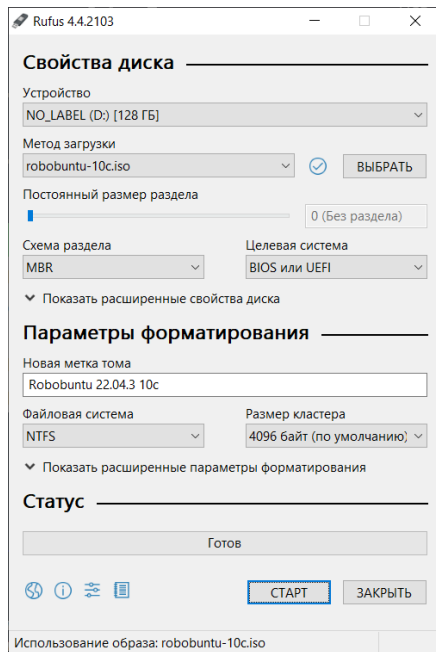 Rufus 4.4.2103
Свойства диска
Устройство
NO_LABEL (D:) [128 ГБ]
Метод загрузки
robobuntu-10c.iso
ВЫБРАТЬ
Постоянный размер раздела
0 (Без раздела)
Схема раздела
Целевая система
MBR
BIOS или UEFI
Показать расширенные свойства диска
Параметры форматирования
Новая метка тома
Robobuntu 22.04.3 10c
Файловая система
Размер кластера
NTFS
4096 байт (по умолчанию)
Показать расширенные параметры форматирования
Статус
Готов
СТАРТ
ЗАКРЫТЬ
Использование образа: robobuntu-10c.iso